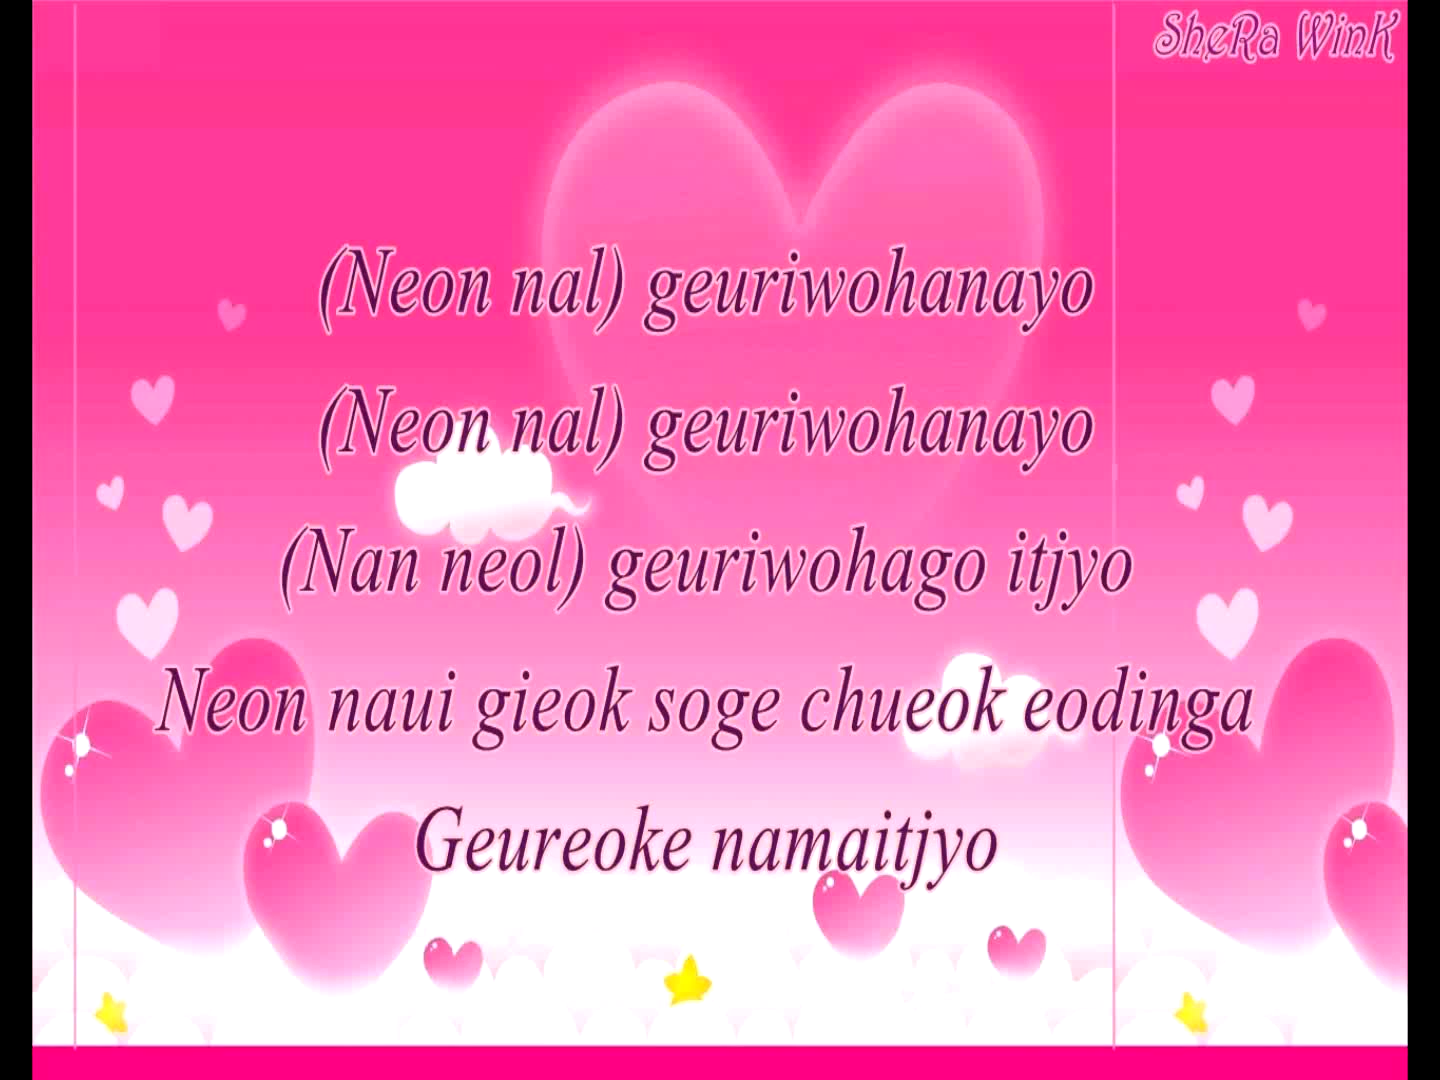 SheRa WinK
(Neon nal) geuriwohanayo
(Neon nal) geuriwohanayo
(Nan neol) geuriwohago itjyo
Neon naui gieok soge chueok eodinga
Geureoke namaitjyo